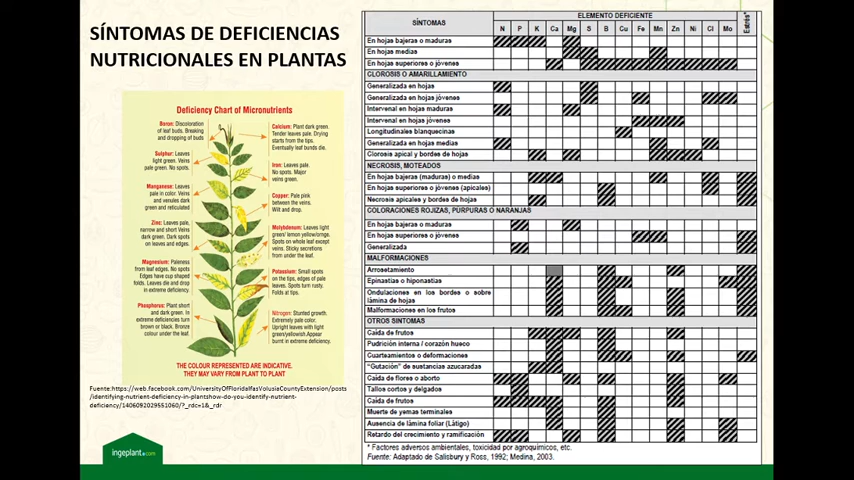 SÍNTOMAS DE DEFICIENCIAS
NUTRICIONALES EN PLANTAS
Deficiency Chart of Micronutrients
Boron: Discoloration
of leaf buds. Breaking
and dropping of buds
Sulphur: Leaves
light green. Veins
pale green. No spots.
Manganese: Leaves
pale in color. Veins
and venules dark
green and reticulated
Zinc: Leaves pale,
narrow and short Veins
dark green. Dark spots
on leaves and edges.
Magnesium: Paleness
from leaf edges. No spots
Edges have cup shaped
folds. Leaves die and drop
in extreme deficiency.
Phosphorus: Plant short
and dark green. In
extreme deficiencies turn
brown or black. Bronze
colour under the leaf.
Calcium: Plant dark green.
Tender leaves pale. Drying
starts from the tips.
Eventually leaf bunds die.
Iron: Leaves pale.
No spots. Major
veins green.
Copper: Pale pink
between the veins.
Wilt and drop.
Molybdenum: Leaves light
green/ lemon yellow/ornge.
Spots on whole leaf except
veins. Sticky secretions
from under the leaf.
Potassium: Small spots
on the tips, edges of pale
leaves. Spots turn rusty.
Folds at tips.
Nitrogen: Stunted growth.
Extremely pale color.
Upright leaves with light
green/yellowish.Appear
burnt in extreme deficiency.
THE COLOUR REPRESENTED ARE INDICATIVE.
THEY MAY VARY FROM PLANT TO PLANT
Fuente:https://web.facebook.com/UniversityOfFloridaIfasVolusiaCountyExtension/posts
/identifying-nutrient-deficiency-in-plantshow-do-you-identify-nutrient-
deficiency/1406092029551060/?_rdc=1&_rdr
ingeplant.com
SÍNTOMAS
ELEMENTO DEFICIENTE
Estrés*
N P K Ca Mg S B Cu Fe Mn Zn Ni Cl Mo
En hojas bajeras o maduras
En hojas medias
En hojas superiores o jóvenes
CLOROSIS O AMARILLAMIENTO
Generalizada en hojas
Generalizada en hojas jóvenes
Intervenal en hojas maduras
Intervenal en hojas jóvenes
Longitudinales blanquecinas
Generalizada en hojas medias
Clorosis apical y bordes de hojas
NECROSIS, MOTEADOS
En hojas bajeras (maduras) o medias
En hojas superiores o jóvenes (apicales)
Necrosis apicales y bordes de hojas
COLORACIONES ROJIZAS, PÚRPURAS O NARANJAS
En hojas bajeras o maduras
En hojas superiores o jóvenes
Generalizada
MALFORMACIONES
Arrosetamiento
Epinastias o hiponastias
Ondulaciones en los bordes o sobre
lámina de hojas
Malformaciones en los frutos
OTROS SINTOMAS
Caída de frutos
Pudrición interna / corazón hueco
Cuarteamientos o deformaciones
"Gutación" de sustancias azucaradas
Caída de flores o aborto
Tallos cortos y delgados
Caída de frutos
Muerte de yemas terminales
Ausencia de lámina foliar (Látigo)
Retardo del crecimiento y ramificación
* Factores adversos ambientales, toxicidad por agroquímicos, etc.
Fuente: Adaptado de Salisbury y Ross, 1992; Medina, 2003.